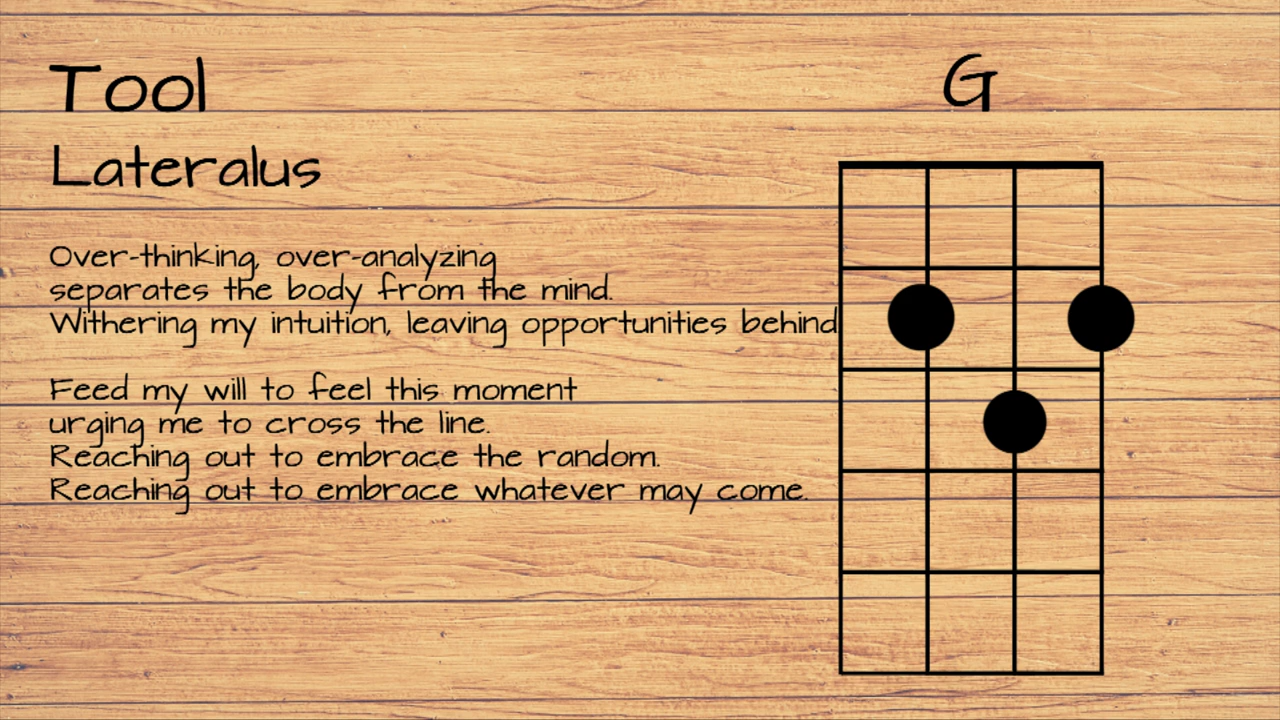 Tool
Lateralus
G
Over-thinking, over-analyzing
separates the body from the mind.
Withering my intuition, leaving opportunities behind
Feed my will to feel this moment
urging me to cross the line.
Reaching out to embrace the random.
Reaching out to embrace whatever may come.